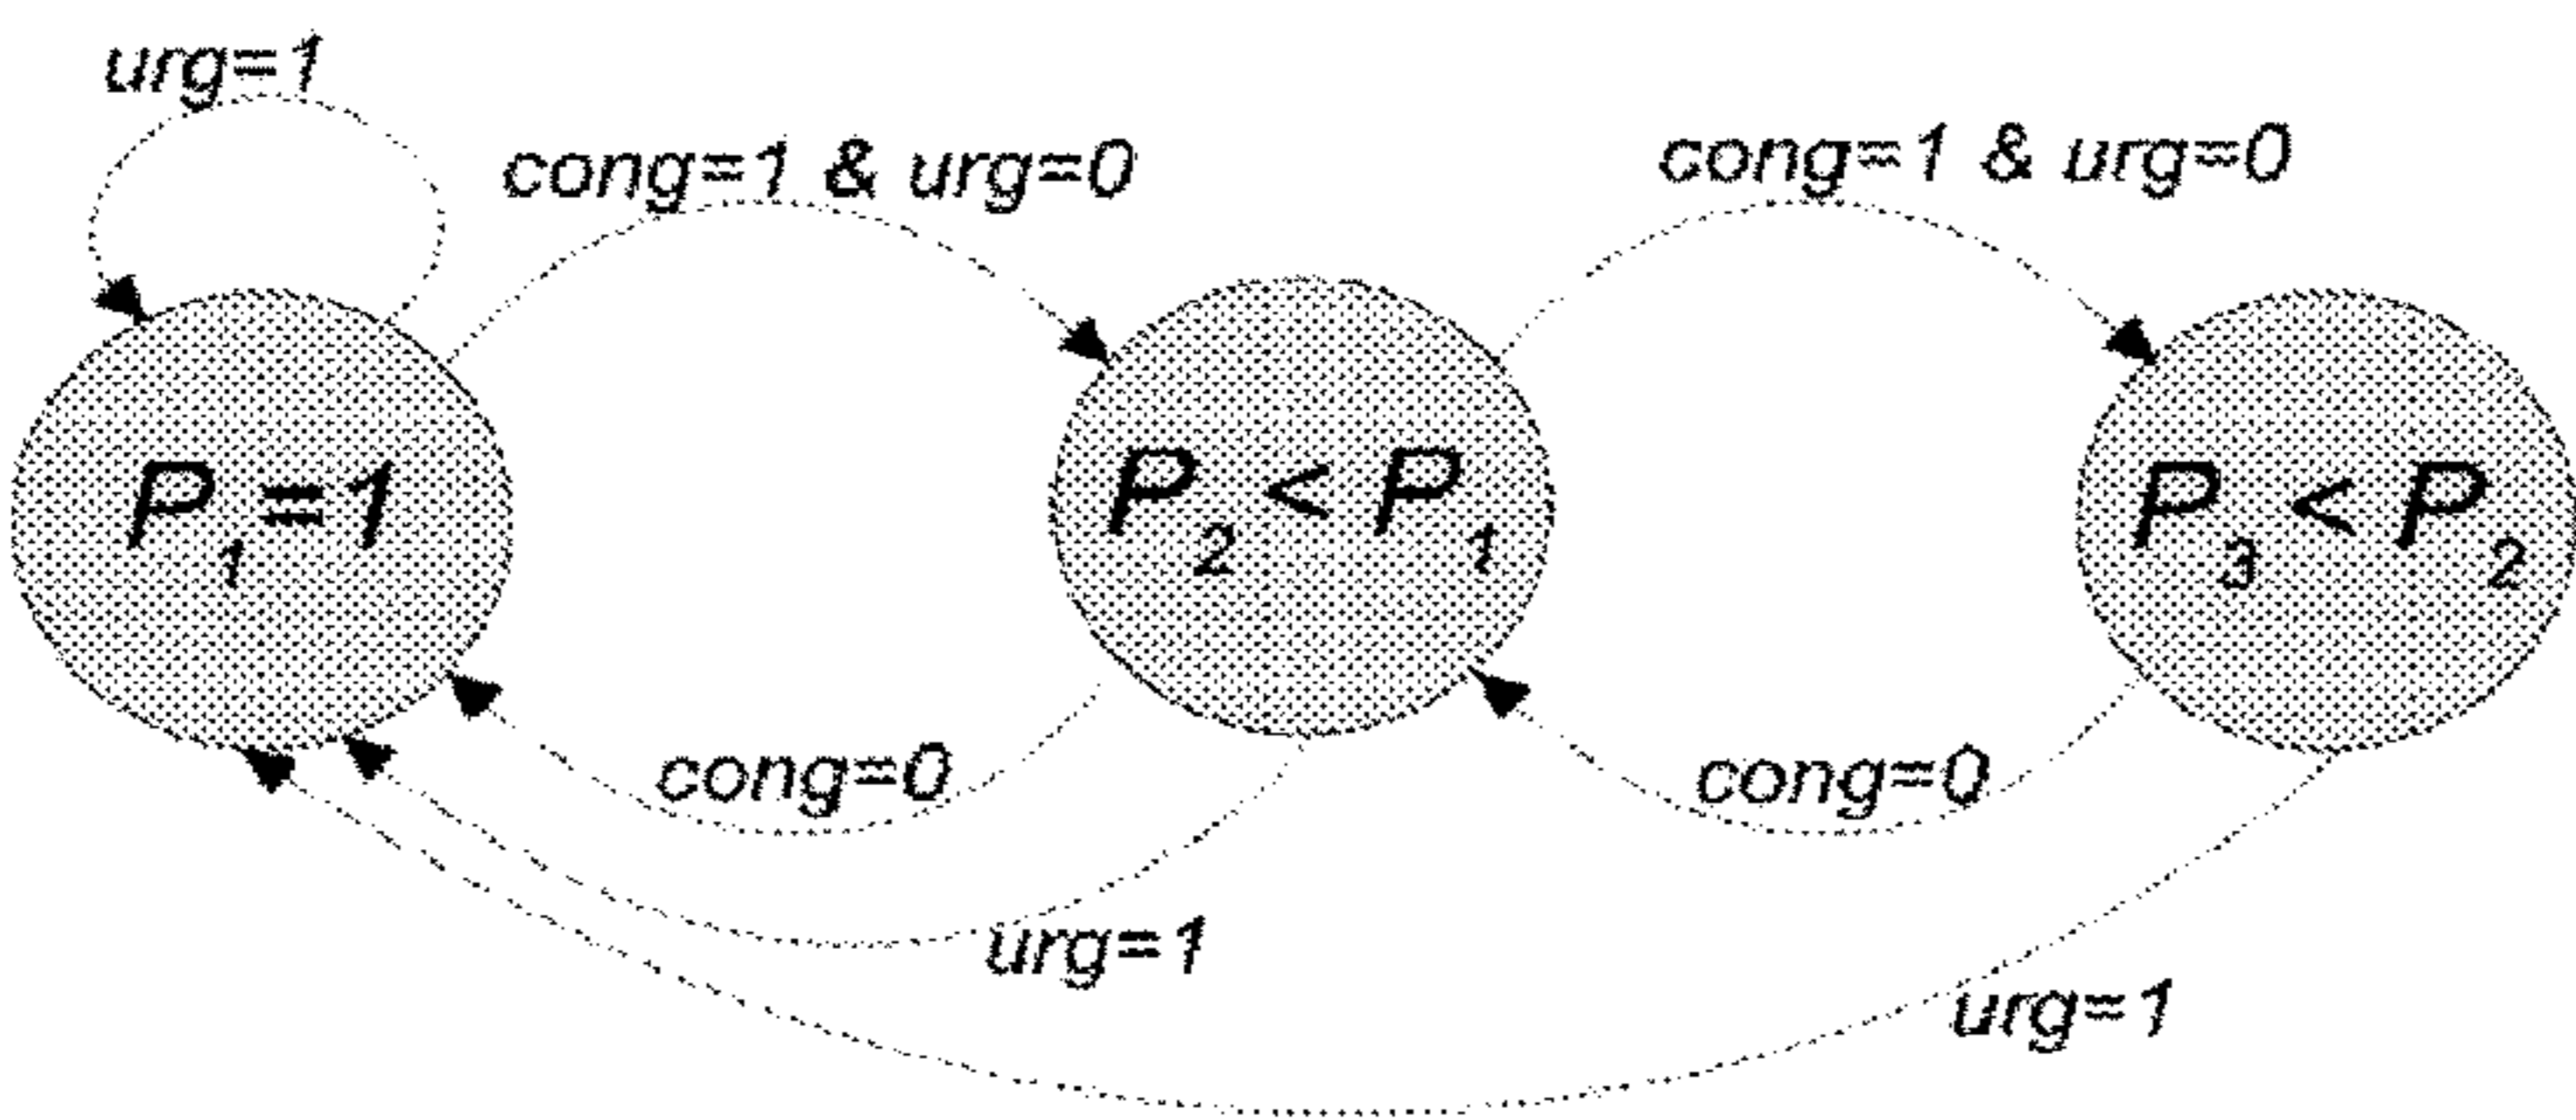 urg=1
cong=1 & urg=0
cong=1 & urg=0
P₁=1
P₂ < P₁
P₃ < P₂
cong=0
cong=0
urg=1
urg=1